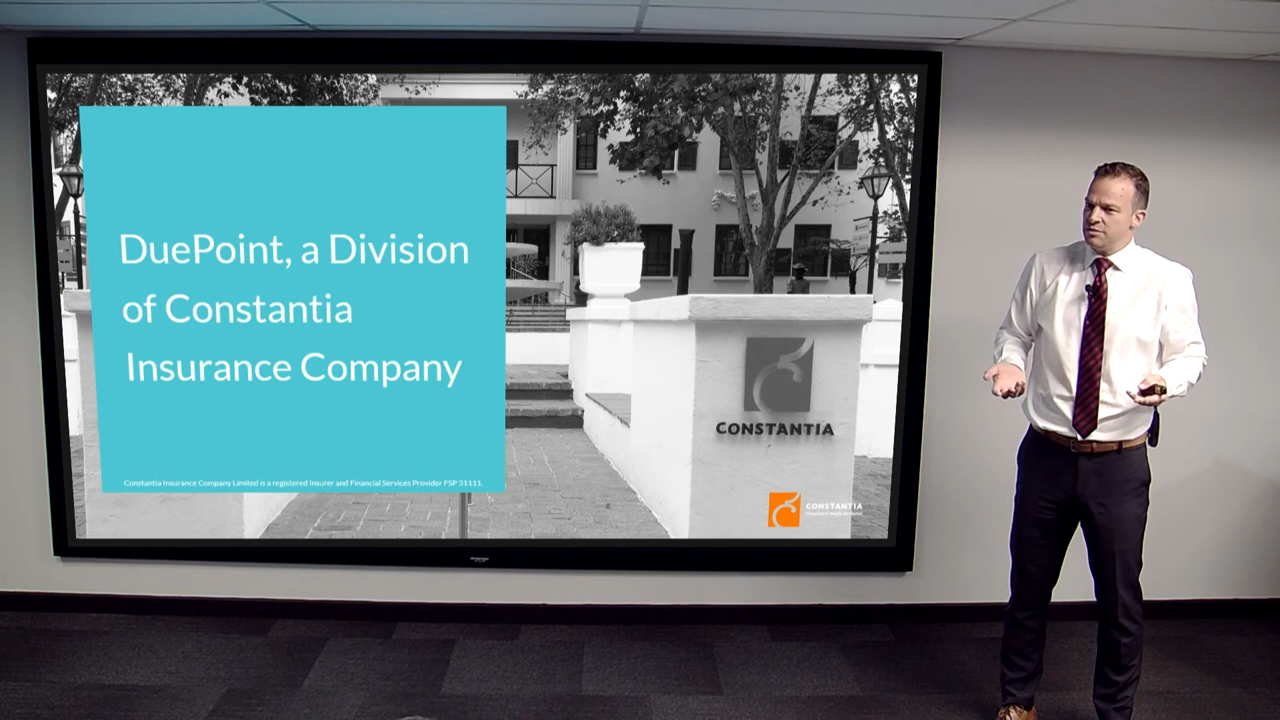 DuePoint, a Division
of Constantia
Insurance Company
Constantia Insurance Company Limited is a registered Insurer and Financial Services Provider FSP 31111.
CONSTANTIA
CONSTANTIA